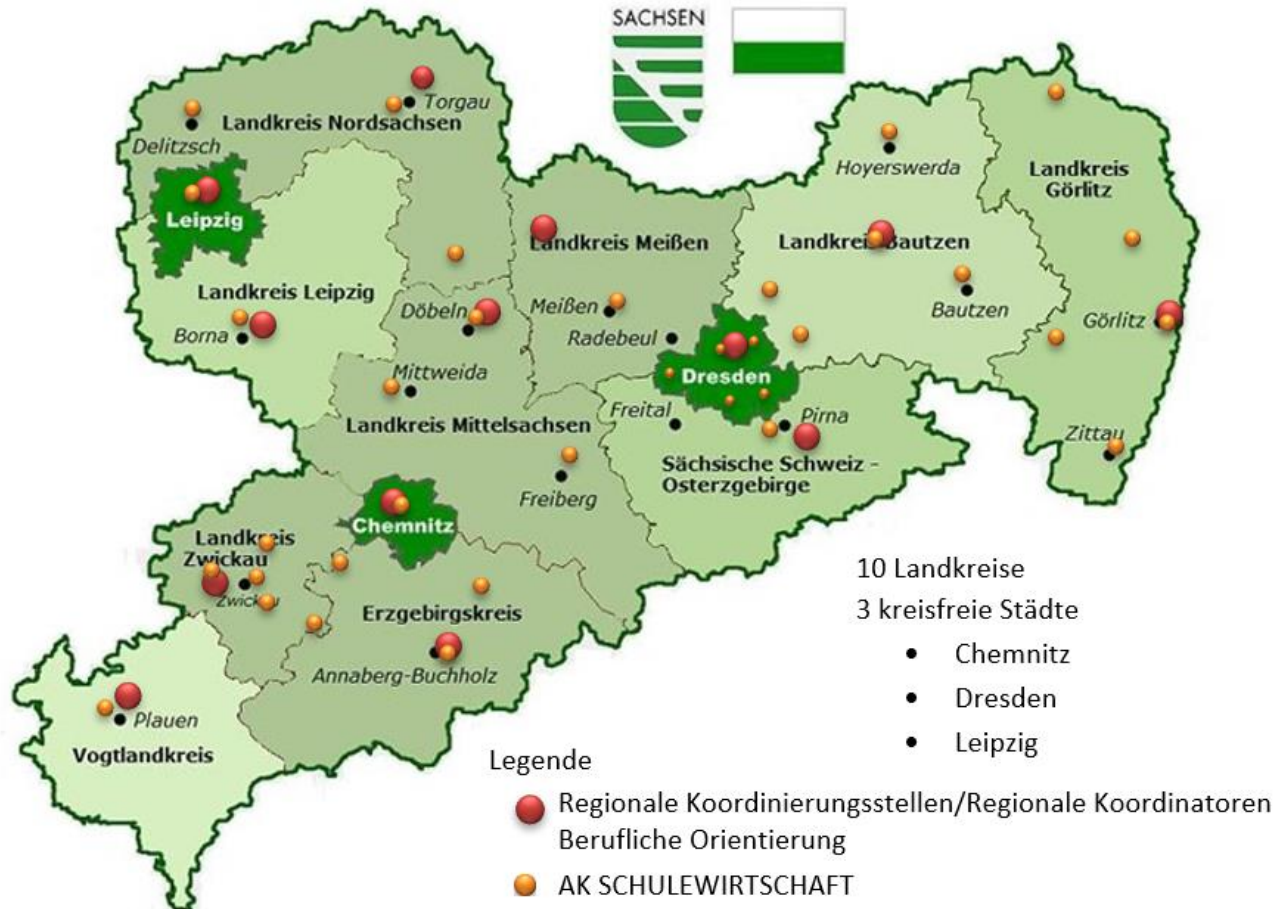 SACHSEN
Torgau
Landkreis Nordsachsen
Delitzsch
Hoyerswerda
Landkreis
Görlitz
Leipzig
Landkreis Meißen
Landkreis Bautzen
Landkreis Leipzig
Döbeln
Meißen
Bautzen
Görlitz
Borna
Radebeul
Mittweida
Dresden
Freital
Pirna
Landkreis Mittelsachsen
Zittau
Sächsische Schweiz -
Osterzgebirge
Freiberg
Chemnitz
Landkreis
Zwickau
Zwickau
Erzgebirgskreis
Annaberg-Buchholz
Plauen
Vogtlandkreis
10 Landkreise
3 kreisfreie Städte
• Chemnitz
• Dresden
• Leipzig
Legende
Regionale Koordinierungsstellen/Regionale Koordinatoren
Berufliche Orientierung
AK SCHULEWIRTSCHAFT